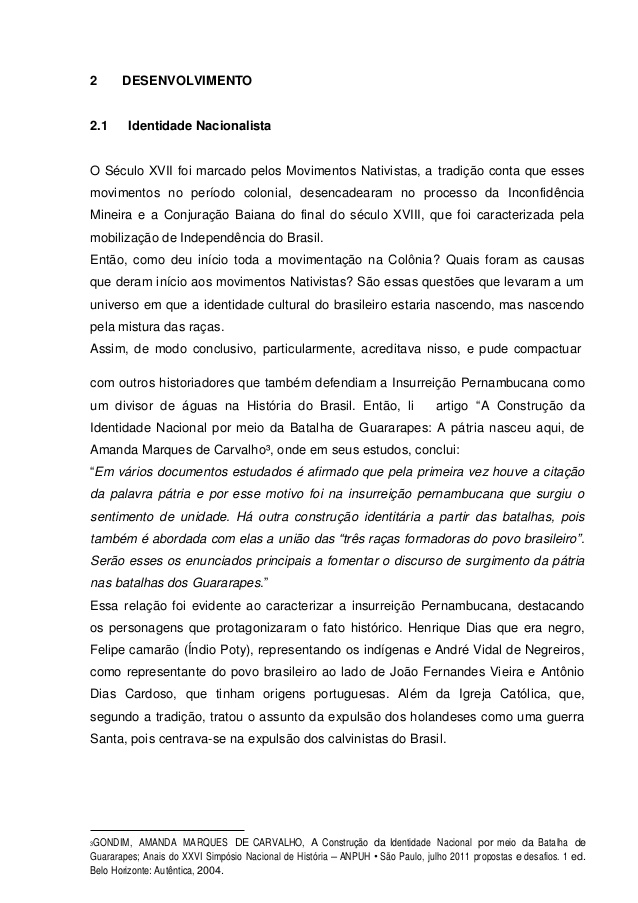 2 DESENVOLVIMENTO
2.1 Identidade Nacionalista
O Século XVII foi marcado pelos Movimentos Nativistas, a tradição conta que esses
movimentos no período colonial, desencadearam no processo da Inconfidência
Mineira e a Conjuração Baiana do final do século XVIII, que foi caracterizada pela
mobilização de Independência do Brasil.
Então, como deu início toda a movimentação na Colônia? Quais foram as causas
que deram início aos movimentos Nativistas? São essas questões que levaram a um
universo em que a identidade cultural do brasileiro estaria nascendo, mas nascendo
pela mistura das raças.
Assim, de modo conclusivo, particularmente, acreditava nisso, e pude compactuar
com outros historiadores que também defendiam a Insurreição Pernambucana como
um divisor de águas na História do Brasil. Então, li artigo “A Construção da
Identidade Nacional por meio da Batalha de Guararapes: A pátria nasceu aqui, de
Amanda Marques de Carvalho³, onde em seus estudos, conclui:
“Em vários documentos estudados é afirmado que pela primeira vez houve a citação
da palavra pátria e por esse motivo foi na insurreição pernambucana que surgiu o
sentimento de unidade. Há outra construção identitária a partir das batalhas, pois
também é abordada com elas a união das “três raças formadoras do povo brasileiro”.
Serão esses os enunciados principais a fomentar o discurso de surgimento da pátria
nas batalhas dos Guararapes.”
Essa relação foi evidente ao caracterizar a insurreição Pernambucana, destacando
os personagens que protagonizaram o fato histórico. Henrique Dias que era negro,
Felipe camarão (Índio Poty), representando os indígenas e André Vidal de Negreiros,
como representante do povo brasileiro ao lado de João Fernandes Vieira e Antônio
Dias Cardoso, que tinham origens portuguesas. Além da Igreja Católica, que,
segundo a tradição, tratou o assunto da expulsão dos holandeses como uma guerra
Santa, pois centrava-se na expulsão dos calvinistas do Brasil.
³GONDIM, AMANDA MARQUES DE CARVALHO, A Construção da Identidade Nacional por meio da Batalha de
Guararapes; Anais do XXVI Simpósio Nacional de História – ANPUH • São Paulo, julho 2011 propostas e desafios. 1 ed.
Belo Horizonte: Autêntica, 2004.